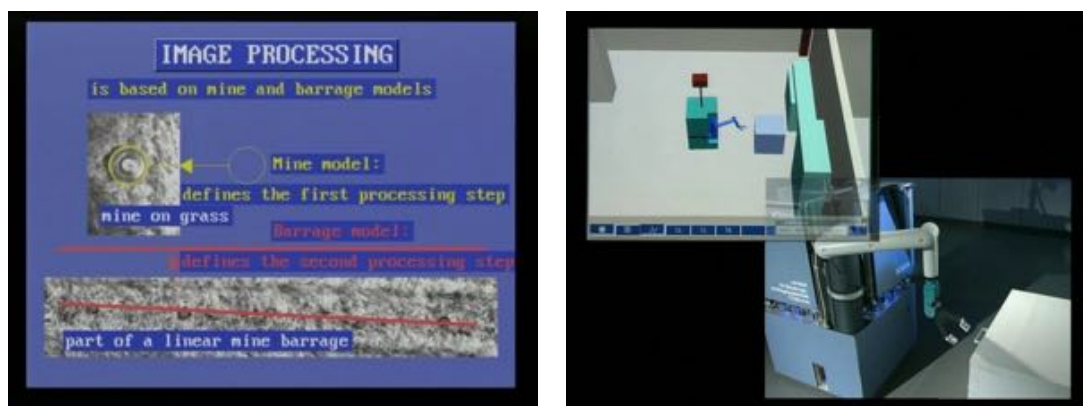 IMAGE PROCESSING
is based on mine and barrage models
Mine model:
defines the first processing step
mine on grass
Barrage model:
defines the second processing step
part of a linear mine barrage